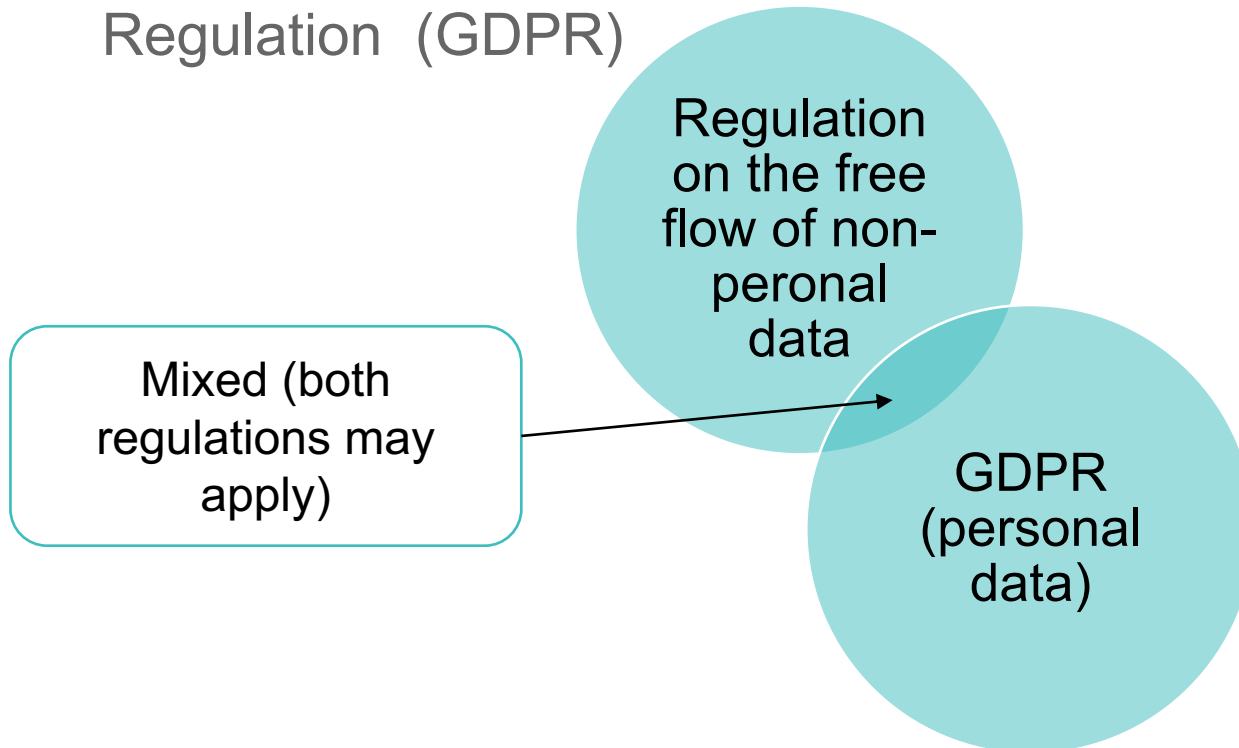 Regulation (GDPR)
Regulation
on the free
flow of non-
peronal
data
Mixed (both
regulations may
apply)
GDPR
(personal
data)